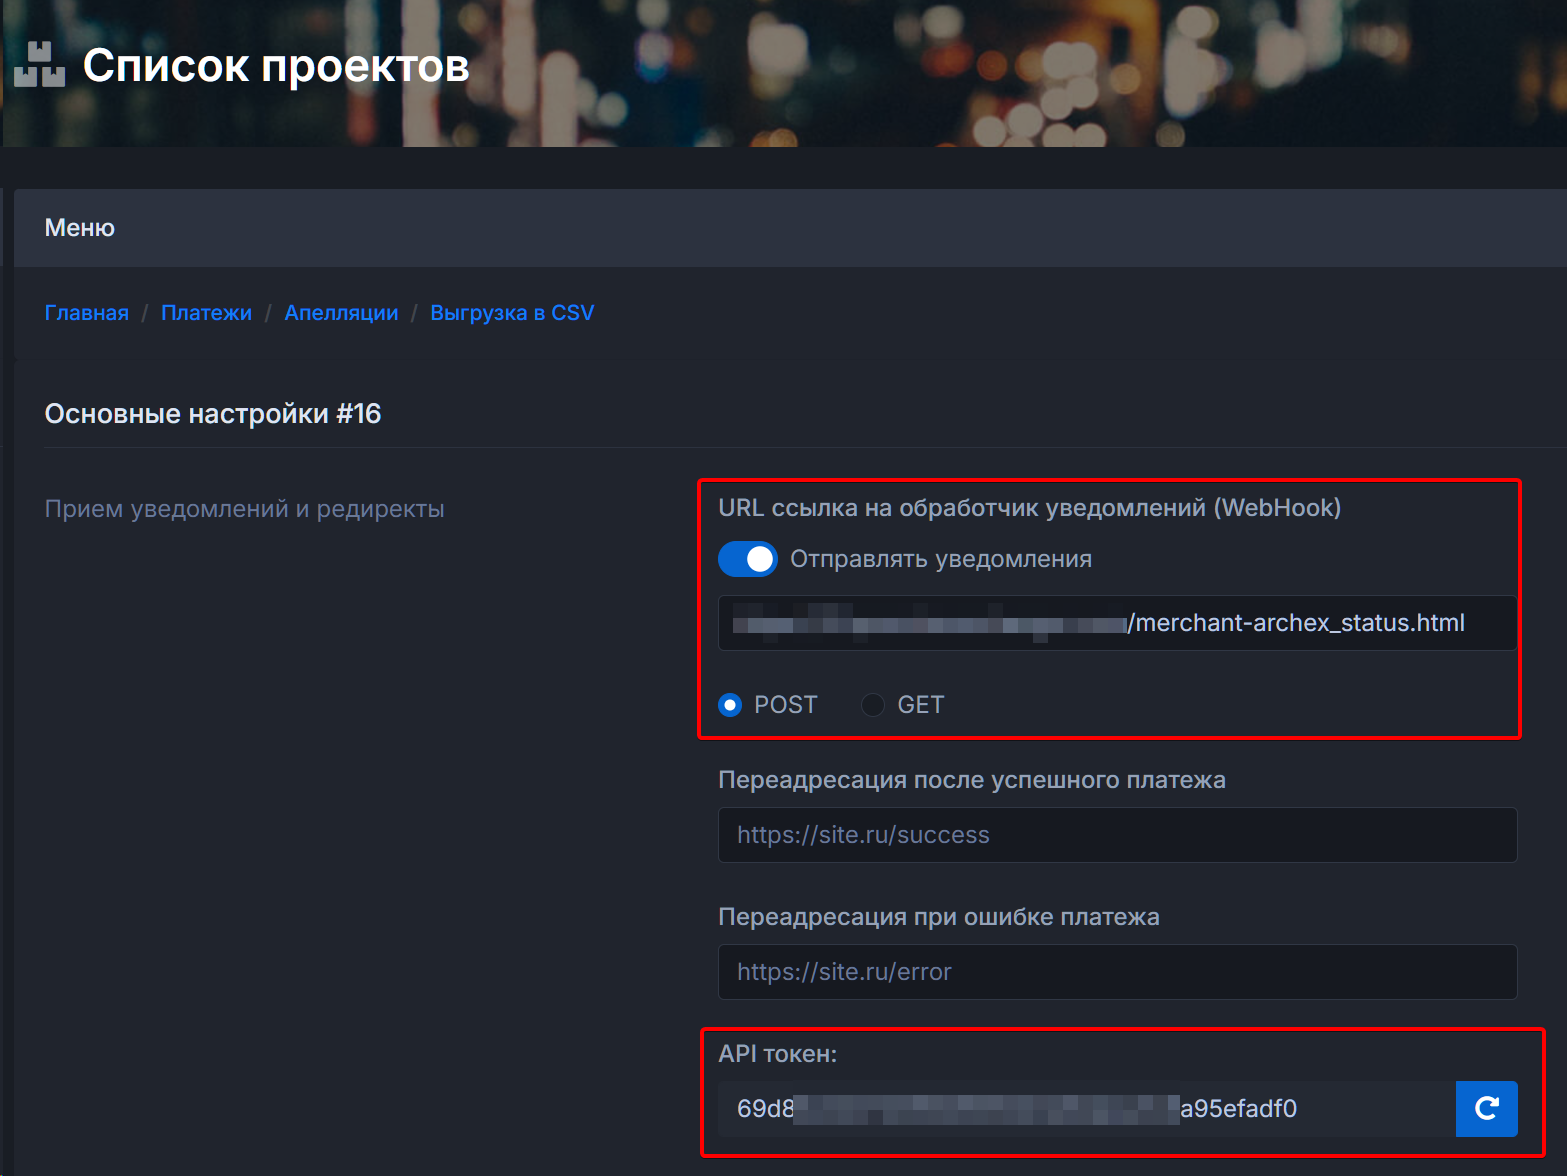 Список проектов
Меню
Главная / Платежи / Апелляции / Выгрузка в CSV
Основные настройки #16
Прием уведомлений и редиректы
URL ссылка на обработчик уведомлений (WebHook)
Отправлять уведомления
/merchant-archex_status.html
POST GET
Переадресация после успешного платежа
https://site.ru/success
Переадресация при ошибке платежа
https://site.ru/error
API токен:
69d8 a95efadf0